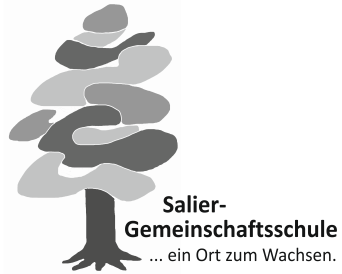 Salier-
Gemeinschaftsschule
... ein Ort zum Wachsen.